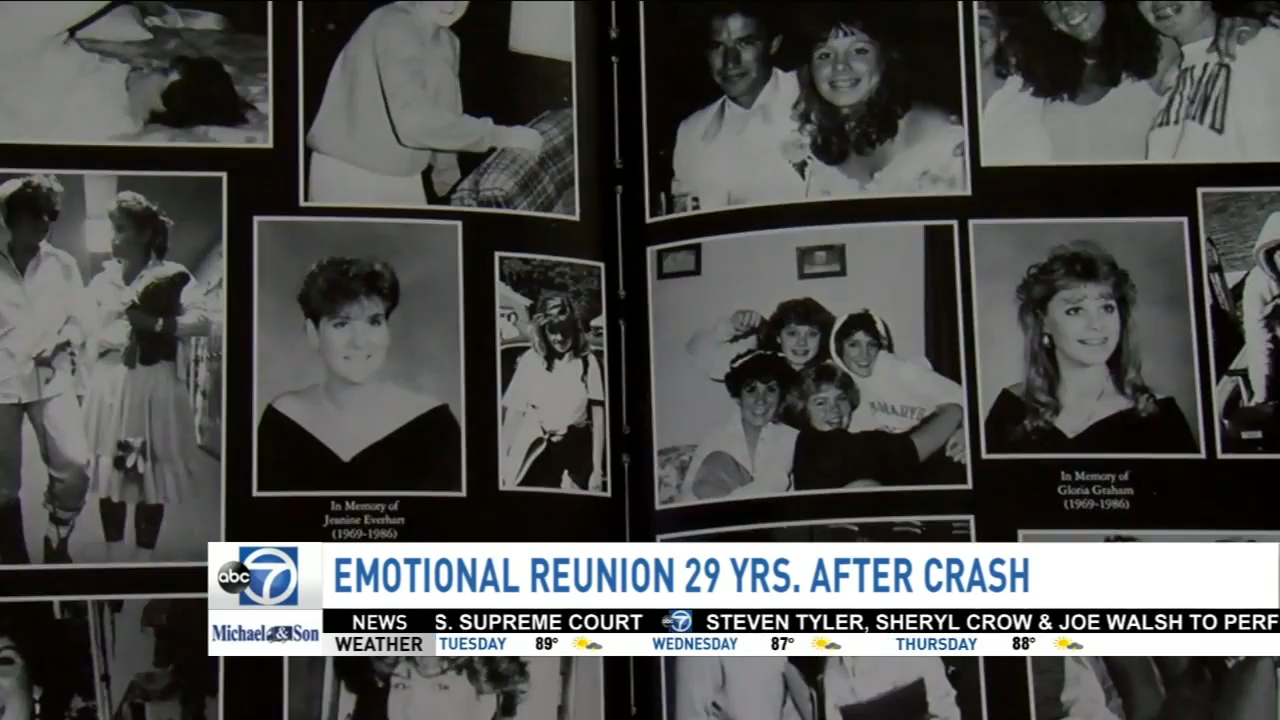 In Memory of
Jeanine Everhart
(1969-1986)
In Memory of
Gloria Graham
(1969-1986)
abc 7
EMOTIONAL REUNION 29 YRS. AFTER CRASH
Michael & Son
NEWS
S. SUPREME COURT abc 7 STEVEN TYLER, SHERYL CROW & JOE WALSH TO PERF
WEATHER
TUESDAY 89° WEDNESDAY 87° THURSDAY 88°